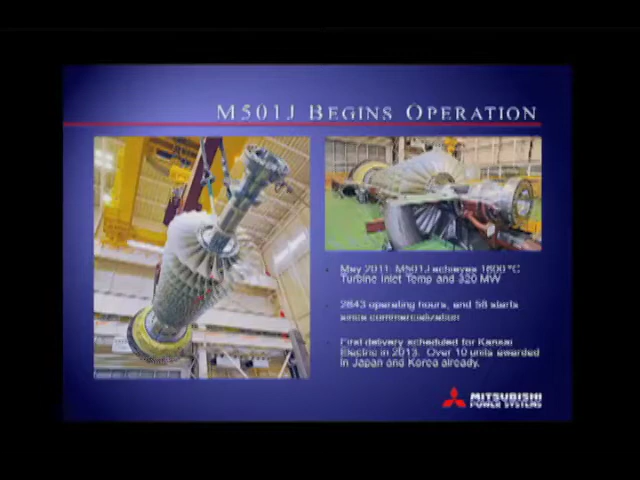 M501J BEGINS OPERATION
May 2011: M501J achieves 1600 °C
Turbine Inlet Temp and 320 MW
2643 operating hours, and 58 starts
since commercialization
First delivery scheduled for Kansai
Electric in 2013. Over 10 units awarded
in Japan and Korea already.
MITSUBISHI
POWER SYSTEMS